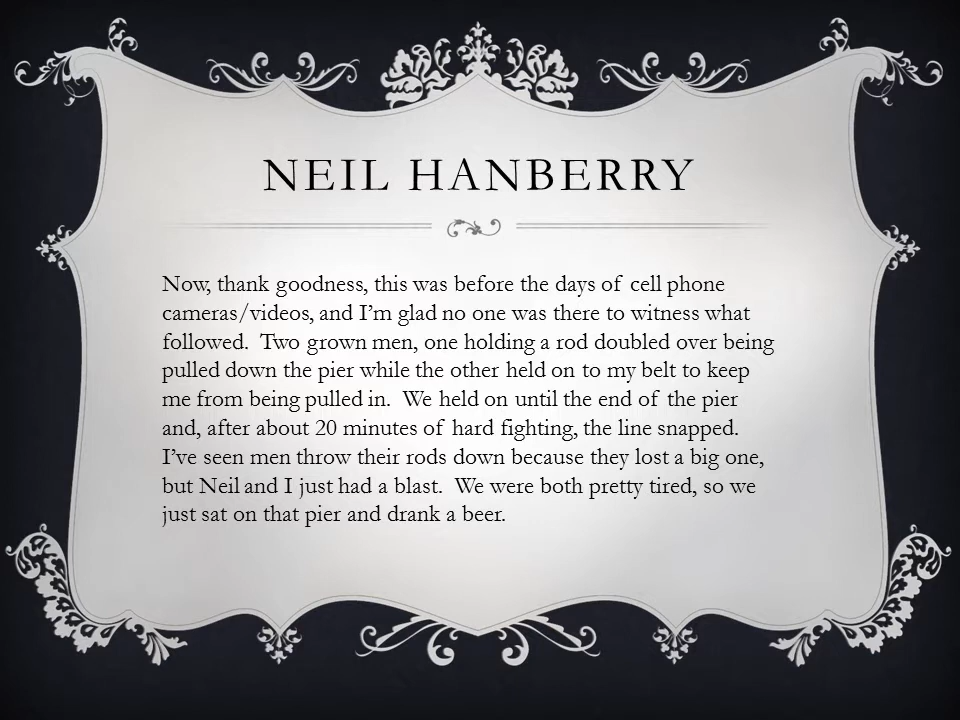 NEIL HANBERRY
Now, thank goodness, this was before the days of cell phone
cameras/videos, and I’m glad no one was there to witness what
followed.  Two grown men, one holding a rod doubled over being
pulled down the pier while the other held on to my belt to keep
me from being pulled in.  We held on until the end of the pier
and, after about 20 minutes of hard fighting, the line snapped.
I’ve seen men throw their rods down because they lost a big one,
but Neil and I just had a blast.  We were both pretty tired, so we
just sat on that pier and drank a beer.